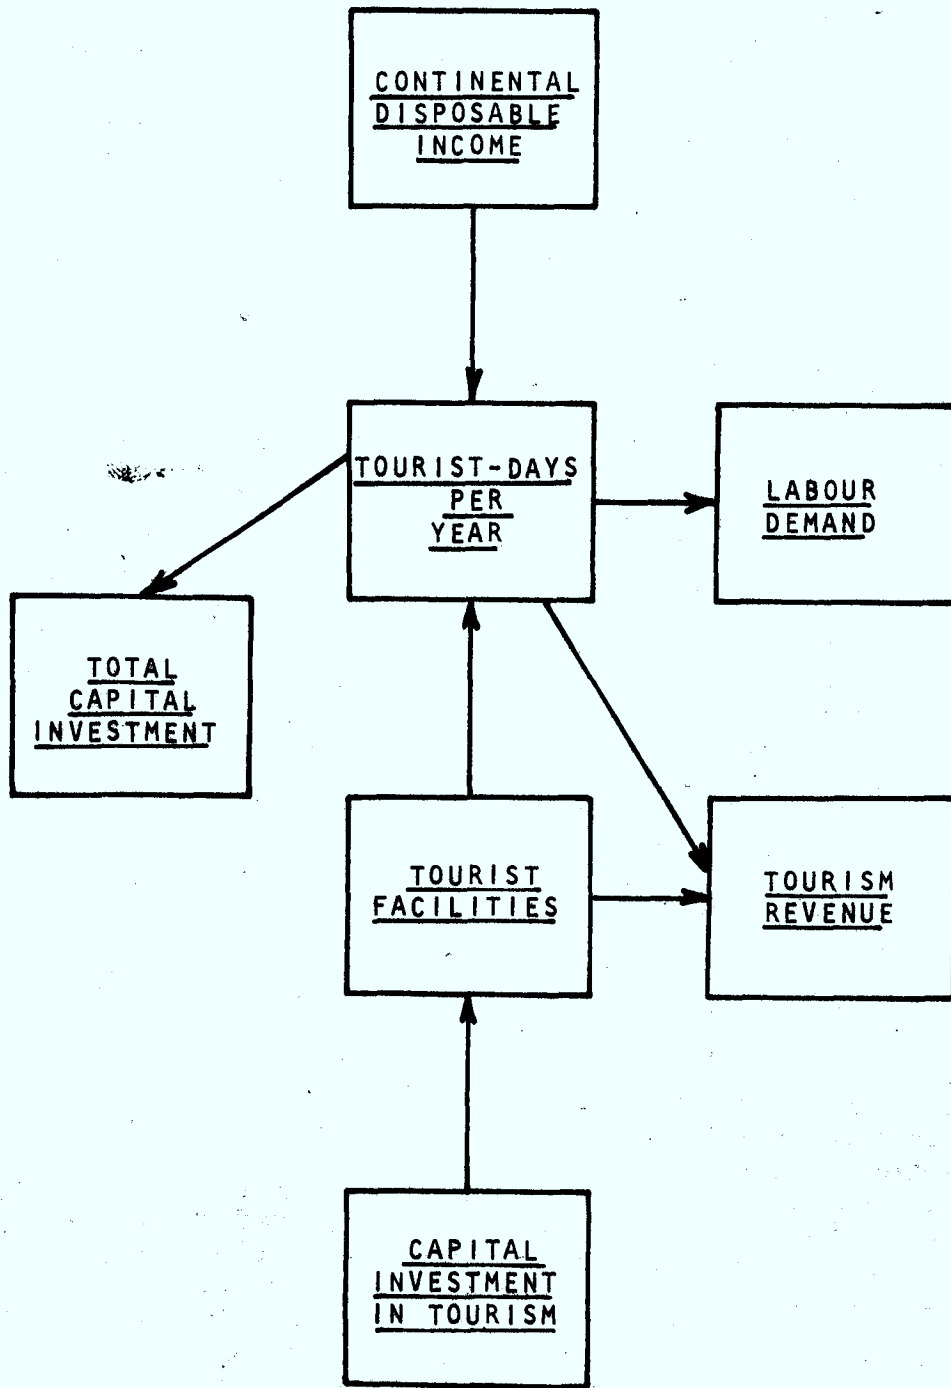 CONTINENTAL
DISPOSABLE
INCOME
TOURIST-DAYS
PER
YEAR
LABOUR
DEMAND
TOTAL
CAPITAL
INVESTMENT
TOURIST
FACILITIES
TOURISM
REVENUE
CAPITAL
INVESTMENT
IN TOURISM